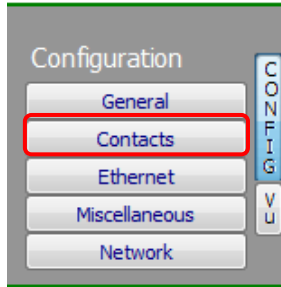 Configuration
General
Contacts
Ethernet
Miscellaneous
Network
CONFIG
Vu